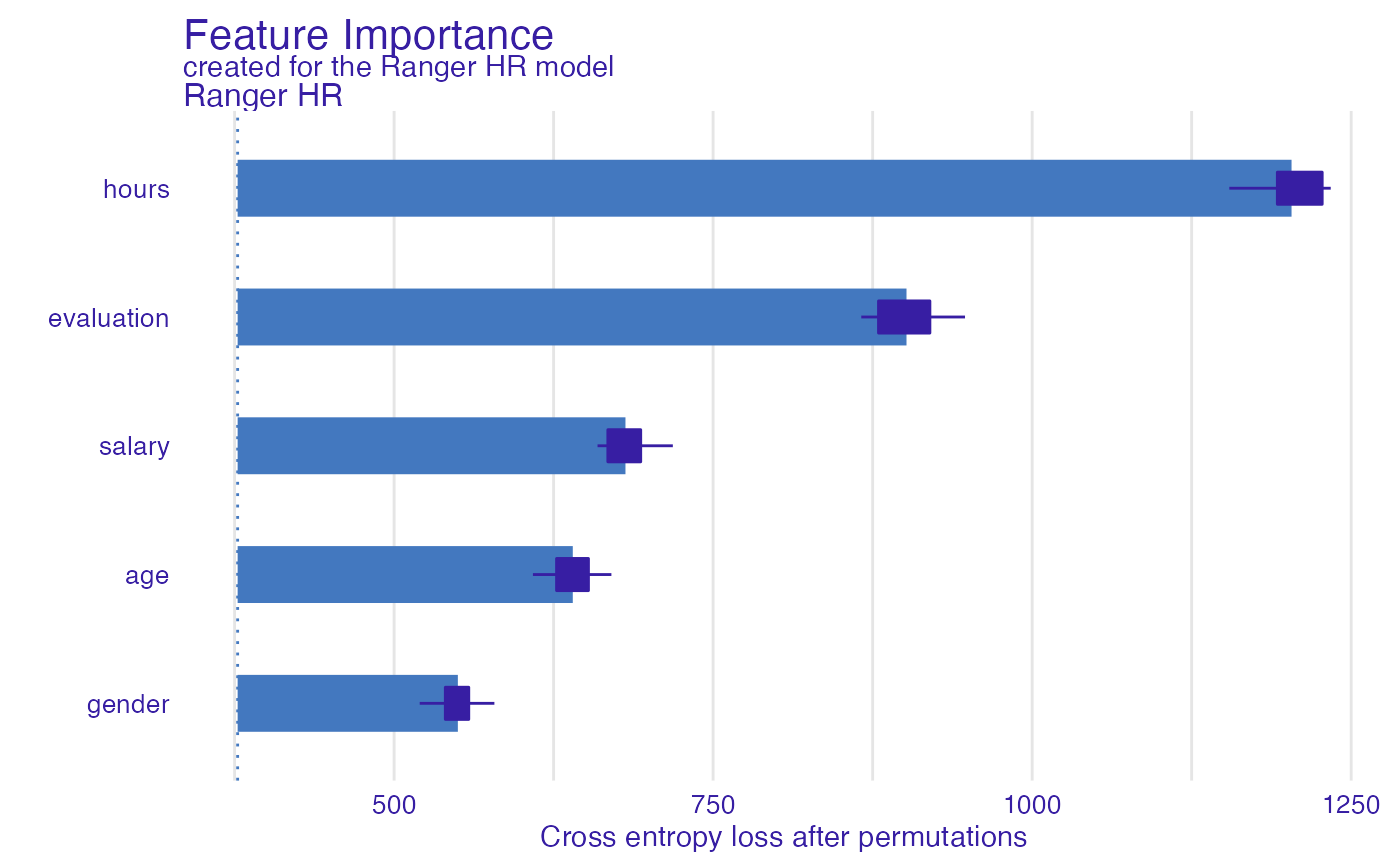 Feature Importance
created for the Ranger HR model
Ranger HR
hours
evaluation
salary
age
gender
500 750 1000 1250
Cross entropy loss after permutations